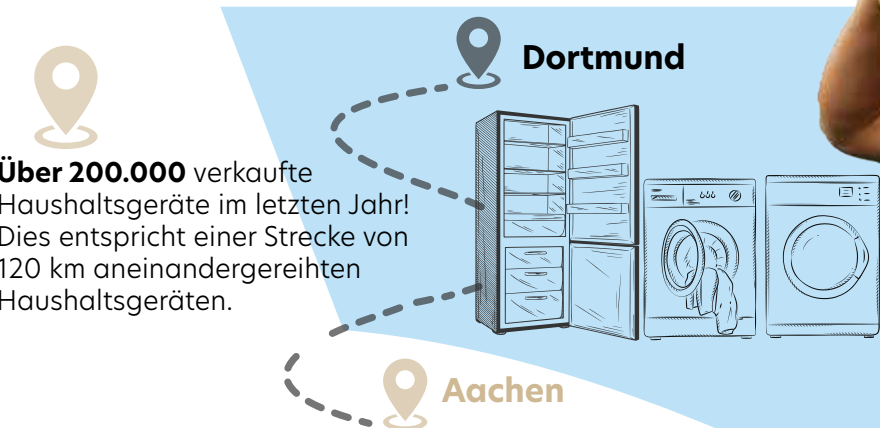 Dortmund
Über 200.000 verkaufte
Haushaltsgeräte im letzten Jahr!
Dies entspricht einer Strecke von
120 km aneinandergereihten
Haushaltsgeräten.
Aachen